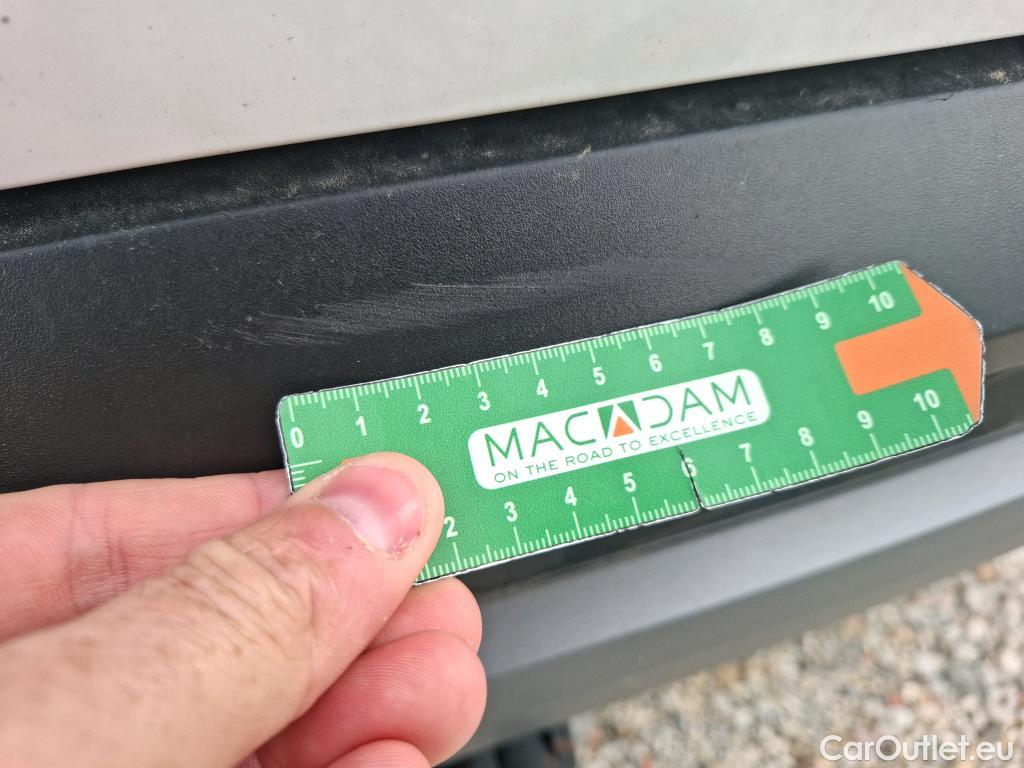 0 1 2 3 4 5 6 7 8 9 10
MACADAM
ON THE ROAD TO EXCELLENCE
2 3 4 5 6 7 8 9 10
CarOutlet.eu